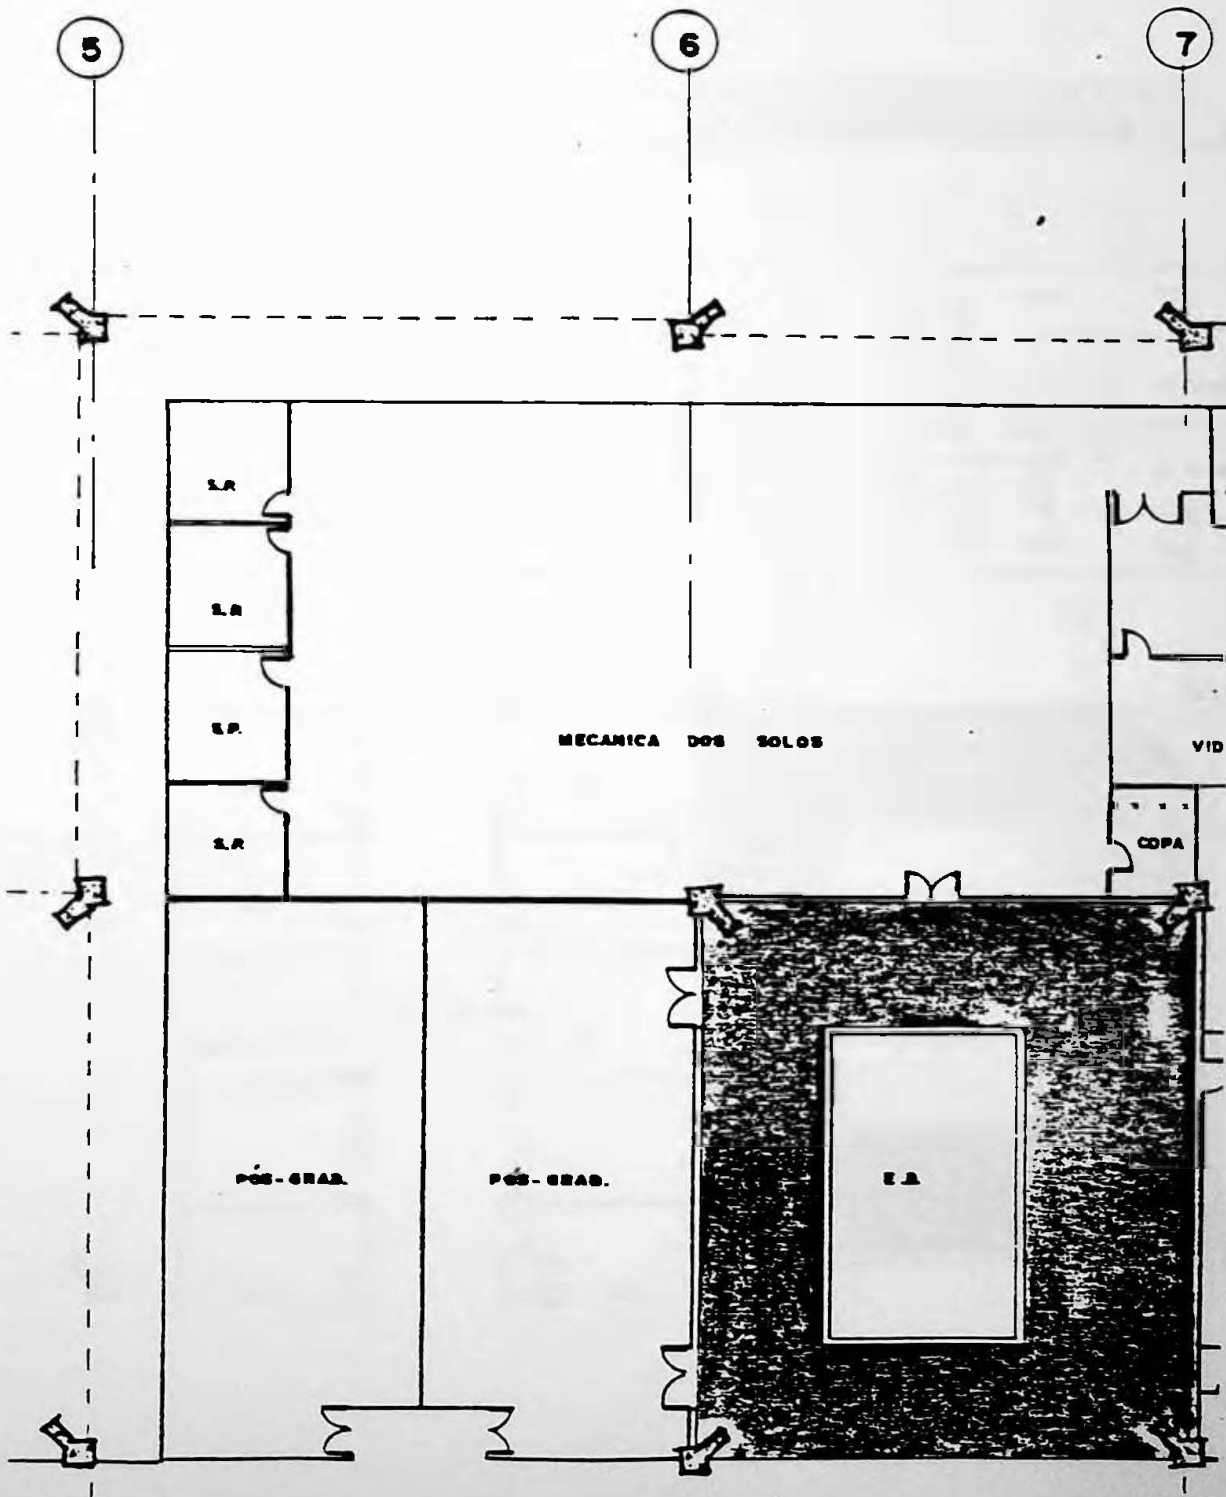 5 6 7
S.R
S.R
S.P.
MECANICA DOS SOLOS
VID
S.R
COPA
PÓS-GRAD.
PÓS-GRAD.
E.D.